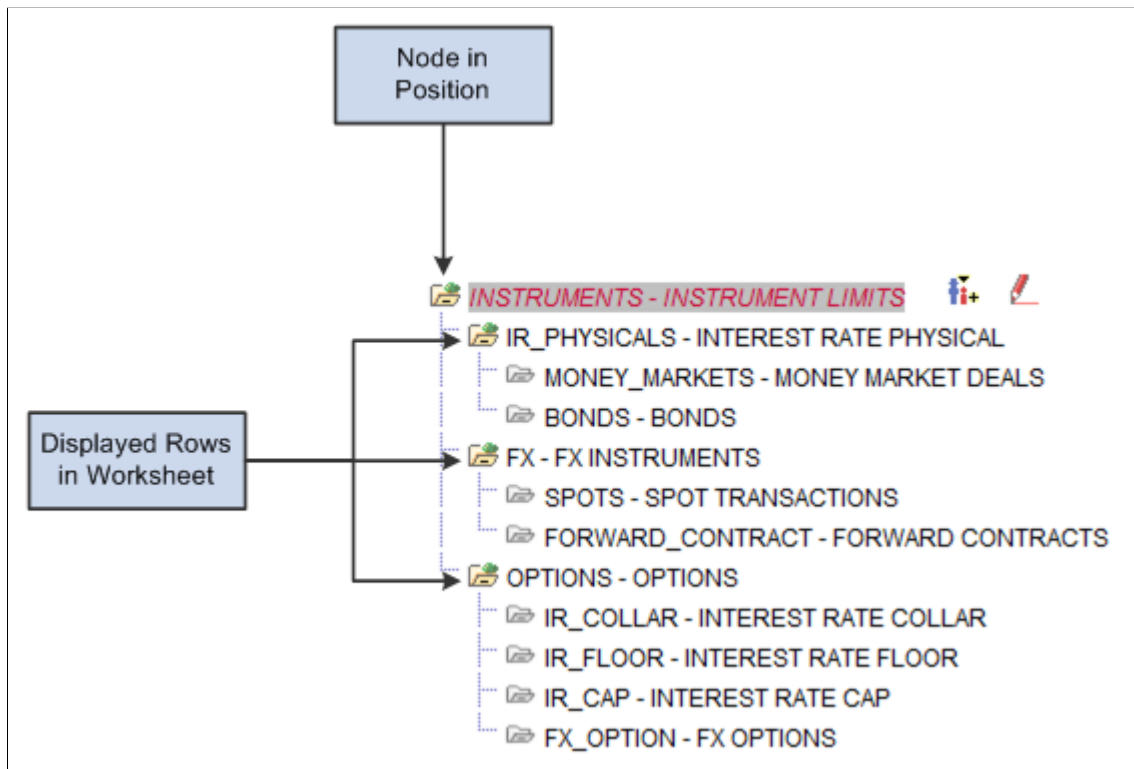 Node in
Position
INSTRUMENTS - INSTRUMENT LIMITS
IR_PHYSICALS - INTEREST RATE PHYSICAL
MONEY_MARKETS - MONEY MARKET DEALS
BONDS - BONDS
Displayed Rows
in Worksheet
FX - FX INSTRUMENTS
SPOTS - SPOT TRANSACTIONS
FORWARD_CONTRACT - FORWARD CONTRACTS
OPTIONS - OPTIONS
IR_COLLAR - INTEREST RATE COLLAR
IR_FLOOR - INTEREST RATE FLOOR
IR_CAP - INTEREST RATE CAP
FX_OPTION - FX OPTIONS